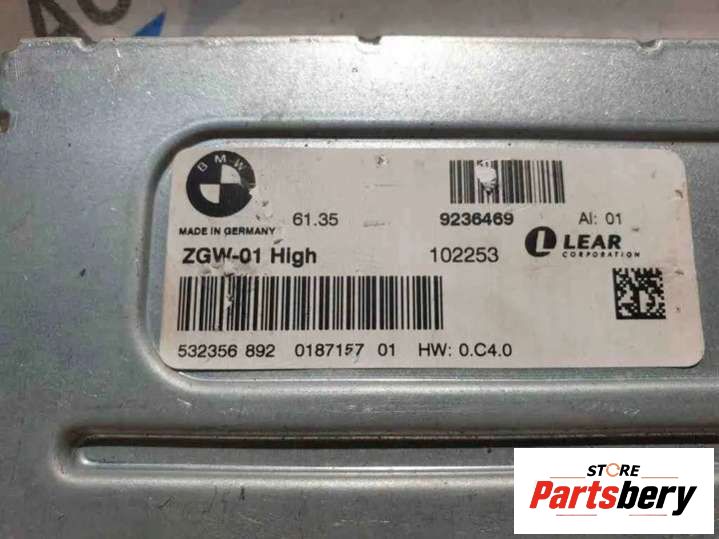 BMW
61.35 9236469 AI: 01
MADE IN GERMANY
ZGW-01 High 102253 LEAR
CORPORATION
532356 892 0187157 01 HW: 0.C4.0
STORE
Partsbery